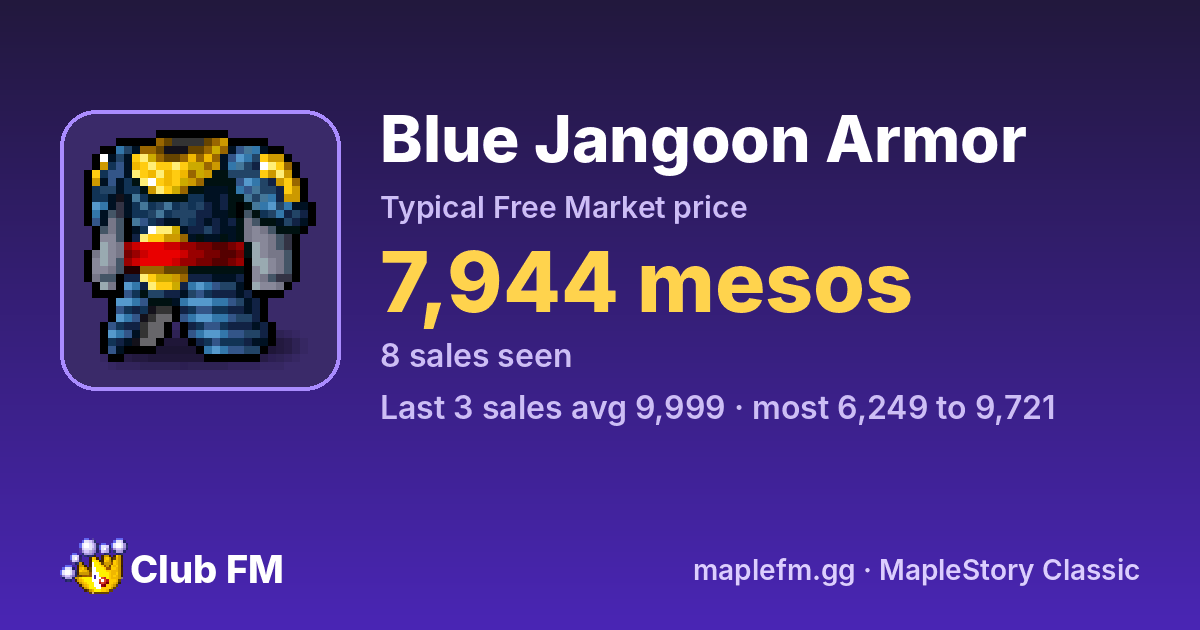 Blue Jangoon Armor
Typical Free Market price
7,944 mesos
8 sales seen
Last 3 sales avg 9,999 · most 6,249 to 9,721
Club FM
maplefm.gg · MapleStory Classic